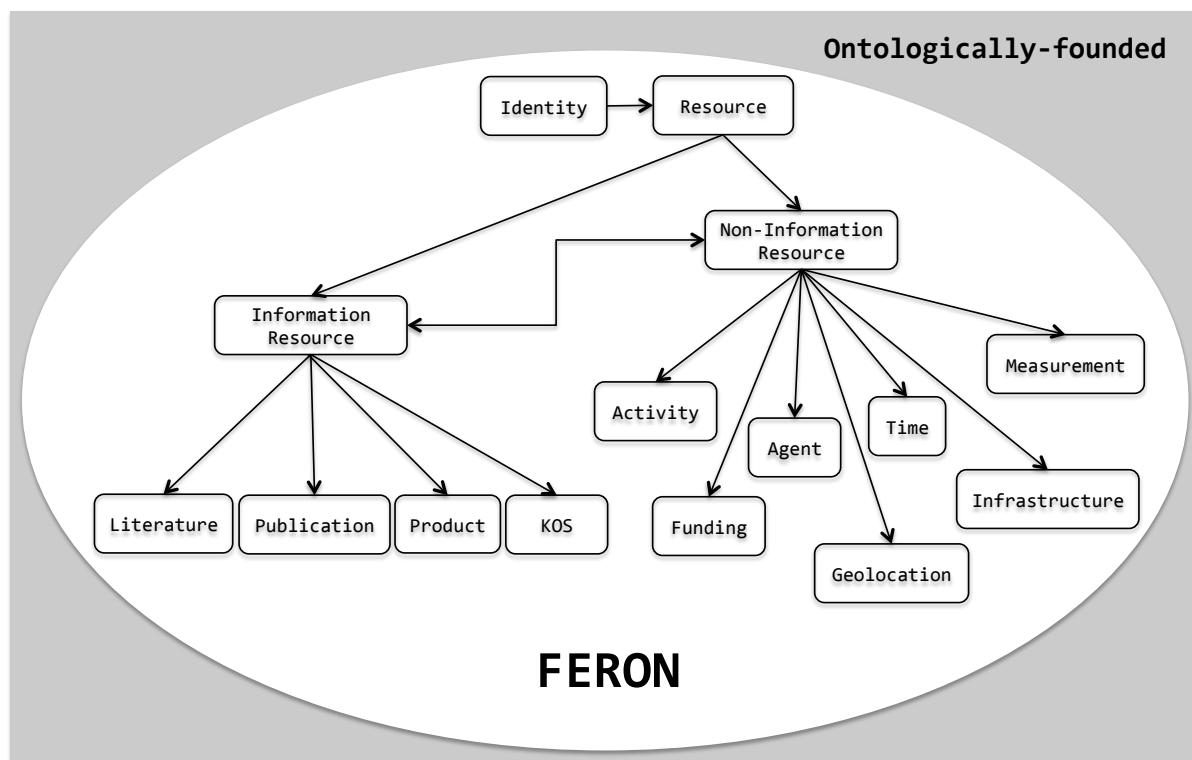 Ontologically-founded
Identity
Resource
Non-Information
Resource
Information
Resource
Measurement
Activity
Time
Agent
Infrastructure
Literature
Publication
Product
KOS
Funding
Geolocation
FERON